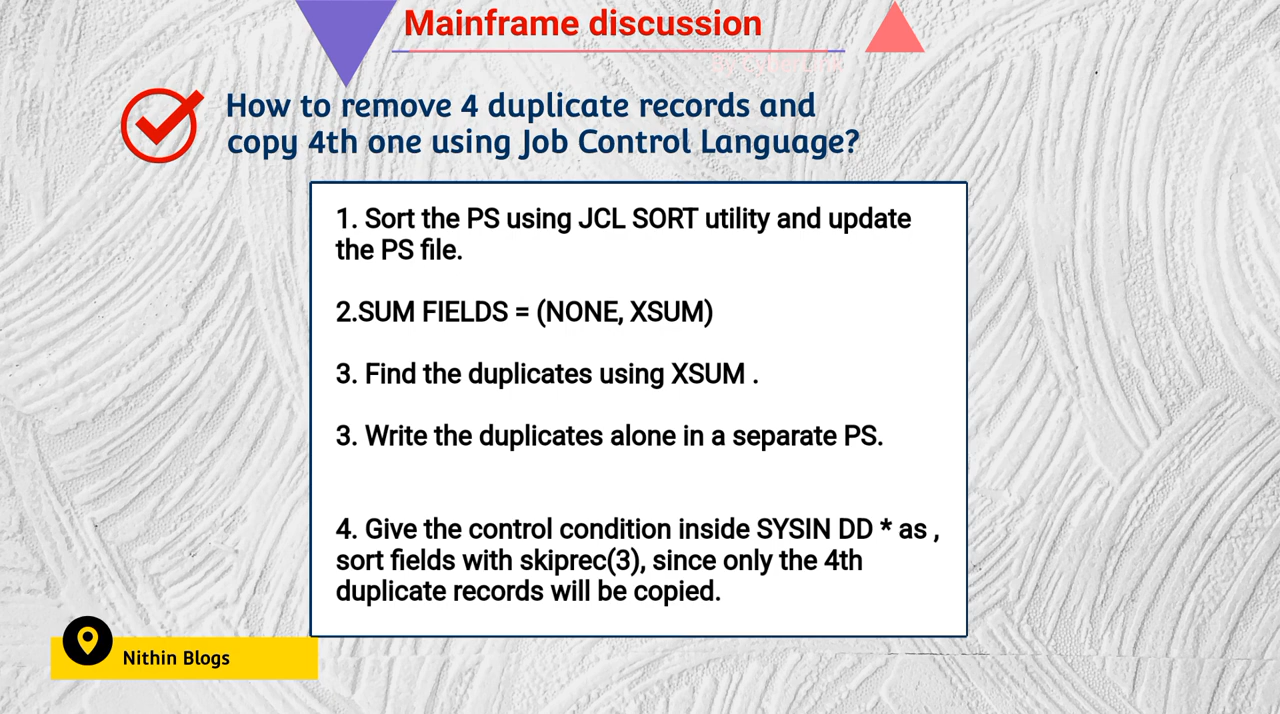 Mainframe discussion
How to remove 4 duplicate records and
copy 4th one using Job Control Language?
1. Sort the PS using JCL SORT utility and update
the PS file.
2.SUM FIELDS = (NONE, XSUM)
3. Find the duplicates using XSUM .
3. Write the duplicates alone in a separate PS.
4. Give the control condition inside SYSIN DD * as ,
sort fields with skiprec(3), since only the 4th
duplicate records will be copied.
Nithin Blogs